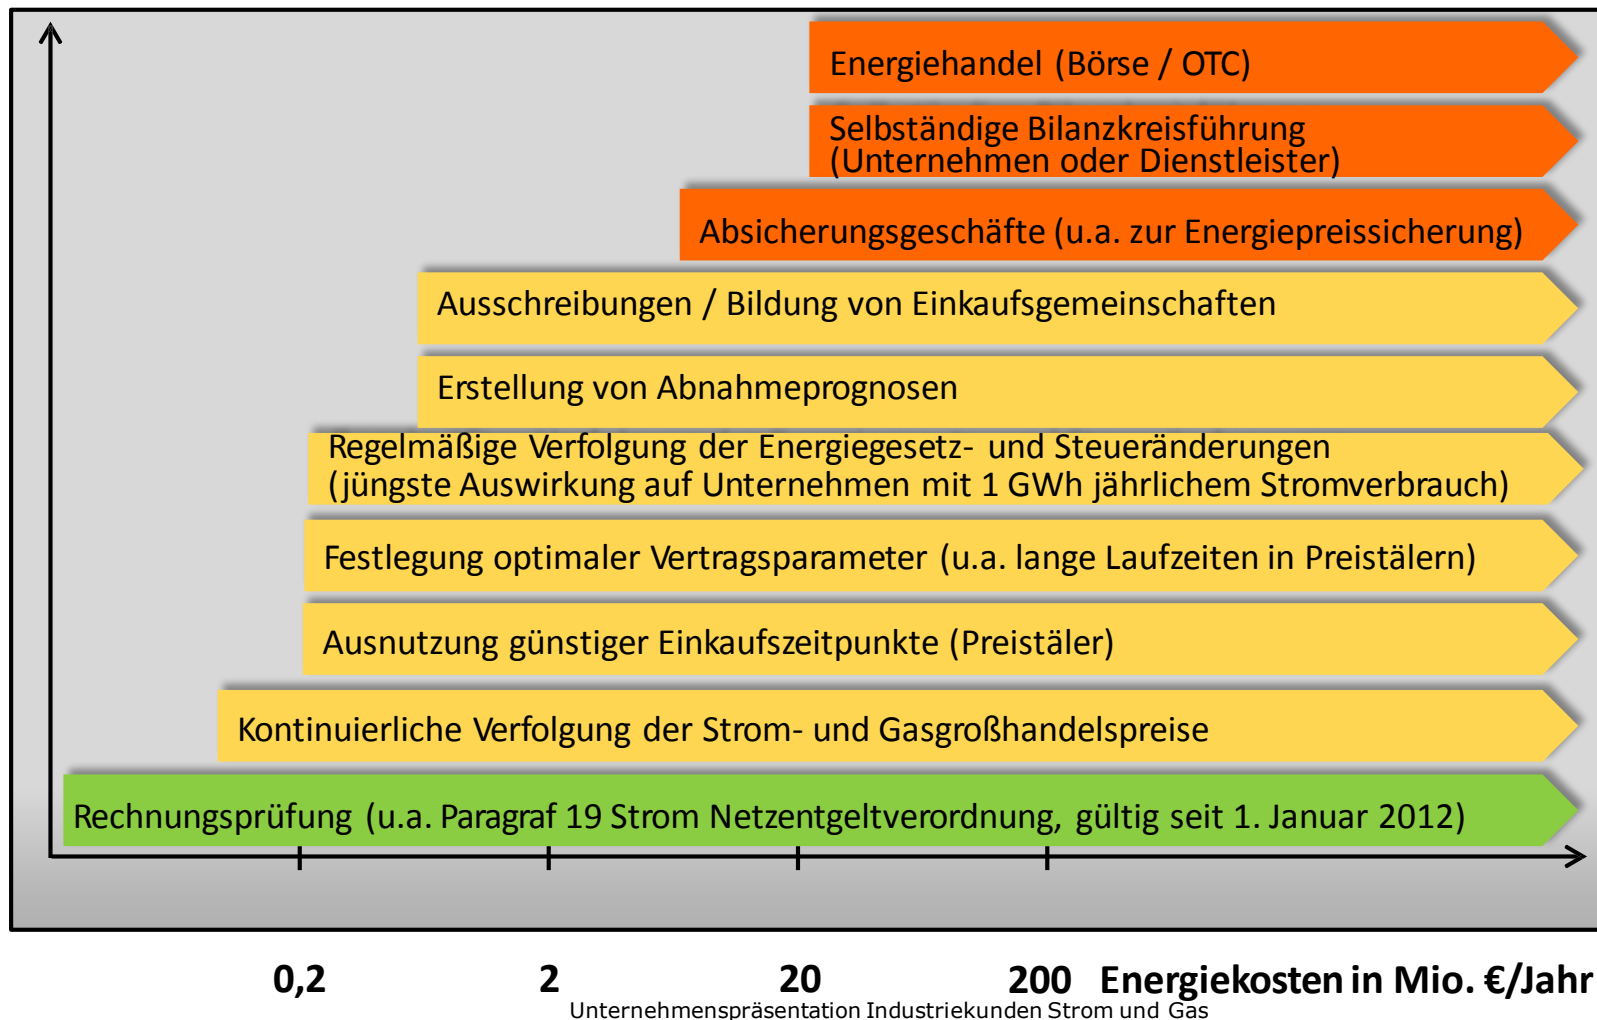 Energiehandel (Börse / OTC)
Selbständige Bilanzkreisführung
(Unternehmen oder Dienstleister)
Absicherungsgeschäfte (u.a. zur Energiepreissicherung)
Ausschreibungen / Bildung von Einkaufsgemeinschaften
Erstellung von Abnahmeprognosen
Regelmäßige Verfolgung der Energiegesetz- und Steueränderungen
(jüngste Auswirkung auf Unternehmen mit 1 GWh jährlichem Stromverbrauch)
Festlegung optimaler Vertragsparameter (u.a. lange Laufzeiten in Preistälern)
Ausnutzung günstiger Einkaufszeitpunkte (Preistäler)
Kontinuierliche Verfolgung der Strom- und Gasgroßhandelspreise
Rechnungsprüfung (u.a. Paragraf 19 Strom Netzentgeltverordnung, gültig seit 1. Januar 2012)
0,2 2 20 200 Energiekosten in Mio. €/Jahr
Unternehmenspräsentation Industriekunden Strom und Gas